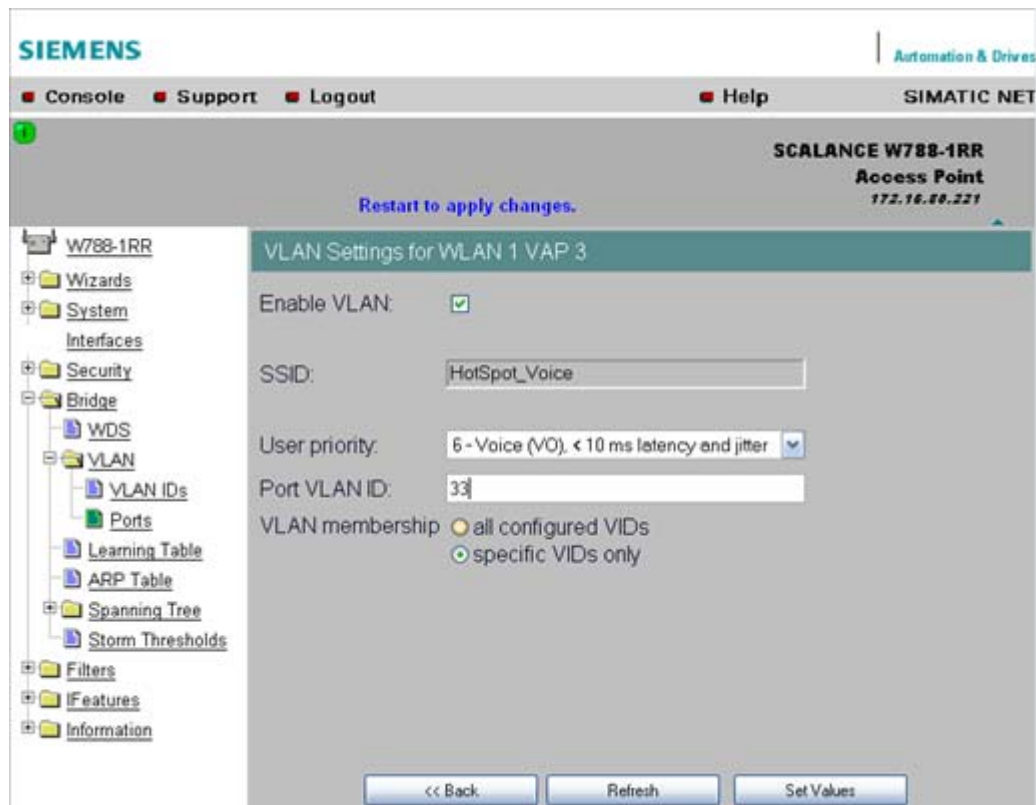 SIEMENS
Automation & Drives
Console Support Logout Help SIMATIC NET
SCALANCE W788-1RR
Access Point
172.16.80.221
Restart to apply changes.
W788-1RR
Wizards
System
Interfaces
Security
Bridge
WDS
VLAN
VLAN IDs
Ports
Learning Table
ARP Table
Spanning Tree
Storm Thresholds
Filters
IFeatures
Information
VLAN Settings for WLAN 1 VAP 3
Enable VLAN:
SSID: HotSpot_Voice
User priority: 6 - Voice (VO), < 10 ms latency and jitter
Port VLAN ID: 33
VLAN membership all configured VIDs
specific VIDs only
<< Back Refresh Set Values